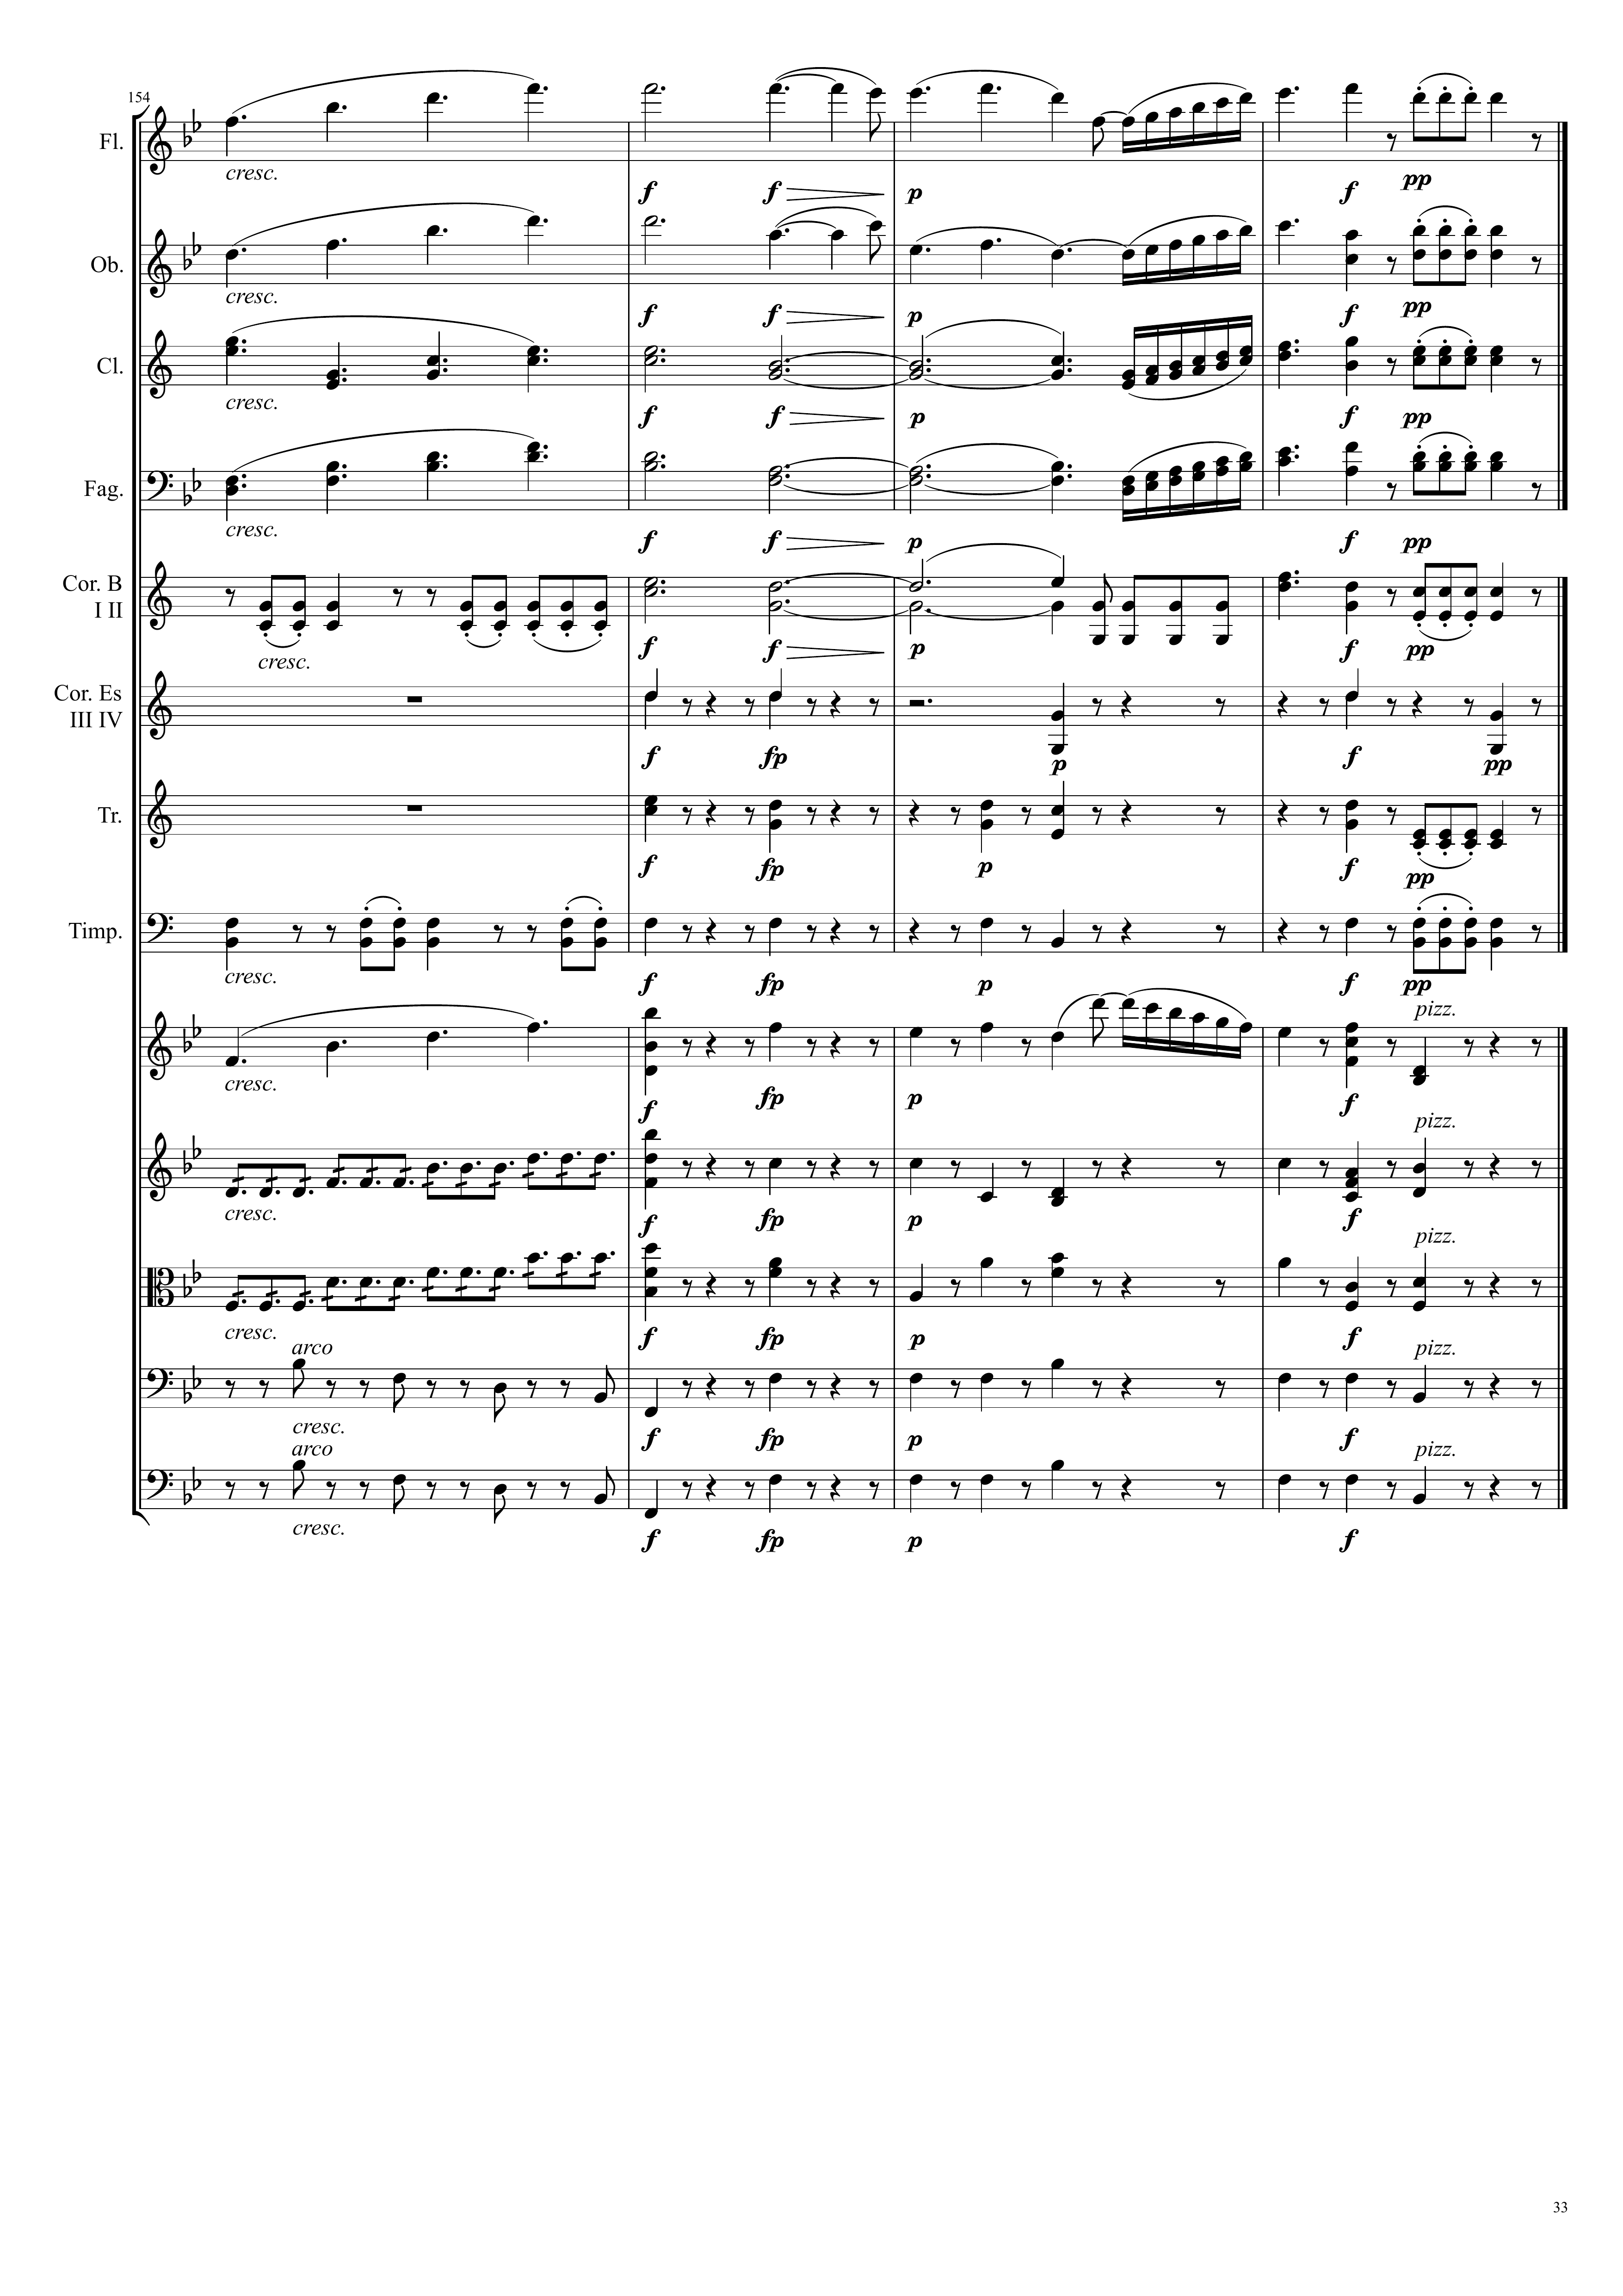 154
Fl.
cresc.
f f
p
f pp
Ob.
cresc.
f f
p
f pp
Cl.
cresc.
f f
p
f pp
Fag.
cresc.
f f
p
f pp
Cor. B
I II
cresc.
f f
p
f pp
Cor. Es
III IV
f fp
p
f pp
Tr.
f fp
p
f pp
Timp.
cresc.
f fp
p
f pp
pizz.
cresc.
f fp
p
f
pizz.
cresc.
f fp
p
f
pizz.
cresc.
f fp
p
f
arco
pizz.
cresc.
f fp
p
f
arco
pizz.
cresc.
f fp
p
f
33